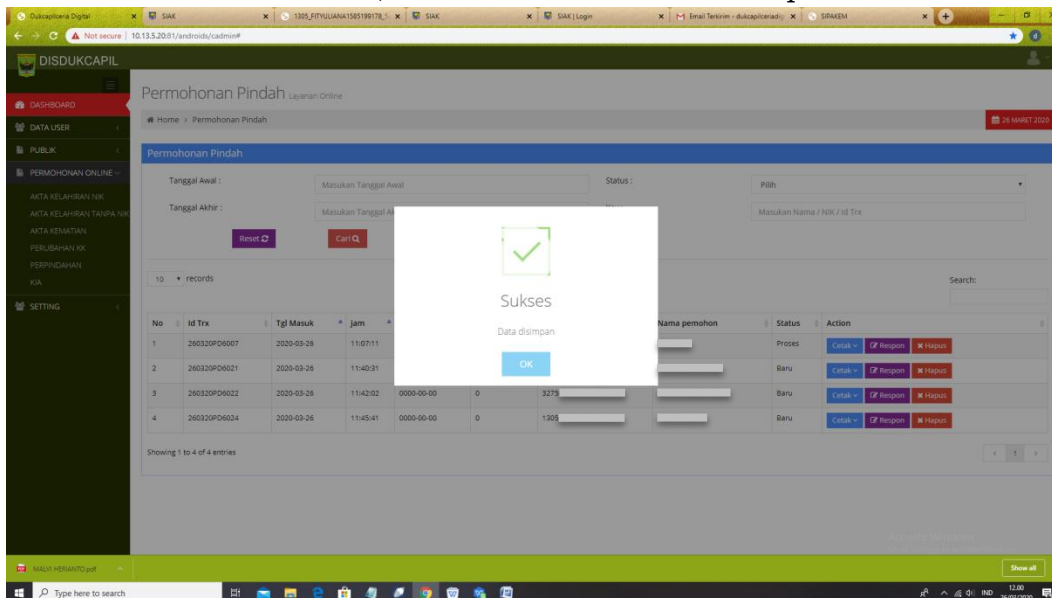 Dukcapilceria Digital
SIAK
1305_FITYULIANA1585199178_5
SIAK
SIAK | Login
Email Terkirim - dukcapilceriadig
SIPAKEM
Not secure | 10.13.5.20:81/androids/cadmin#
DISDUKCAPIL
Permohonan Pindah Layanan Online
Home > Permohonan Pindah
26 MARET 2020
DASHBOARD
DATA USER
PUBLIK
PERMOHONAN ONLINE
AKTA KELAHIRAN NIK
AKTA KELAHIRAN TANPA NIK
AKTA KEMATIAN
PERUBAHAN KK
PERPINDAHAN
KIA
SETTING
Permohonan Pindah
Tanggal Awal :
Masukan Tanggal Awal
Status :
Pilih
Tanggal Akhir :
Masukan Tanggal Ak
Masukan Nama / NIK / Id Trx
Reset
Cari
10 records
Search:
No Id Trx Tgl Masuk Jam Nama pemohon Status Action
1 260320PD6007 2020-03-26 11:07:11 Proses Cetak Respon Hapus
2 260320PD6021 2020-03-26 11:40:31 Baru Cetak Respon Hapus
3 260320PD6022 2020-03-26 11:42:02 0000-00-00 0 3275 Baru Cetak Respon Hapus
4 260320PD6024 2020-03-26 11:45:41 0000-00-00 0 1305 Baru Cetak Respon Hapus
Showing 1 to 4 of 4 entries
1
Sukses
Data disimpan
OK
Activate Windows
MALVI HERIANTO.pdf
Show all
Type here to search
IND
12.00
26/03/2020